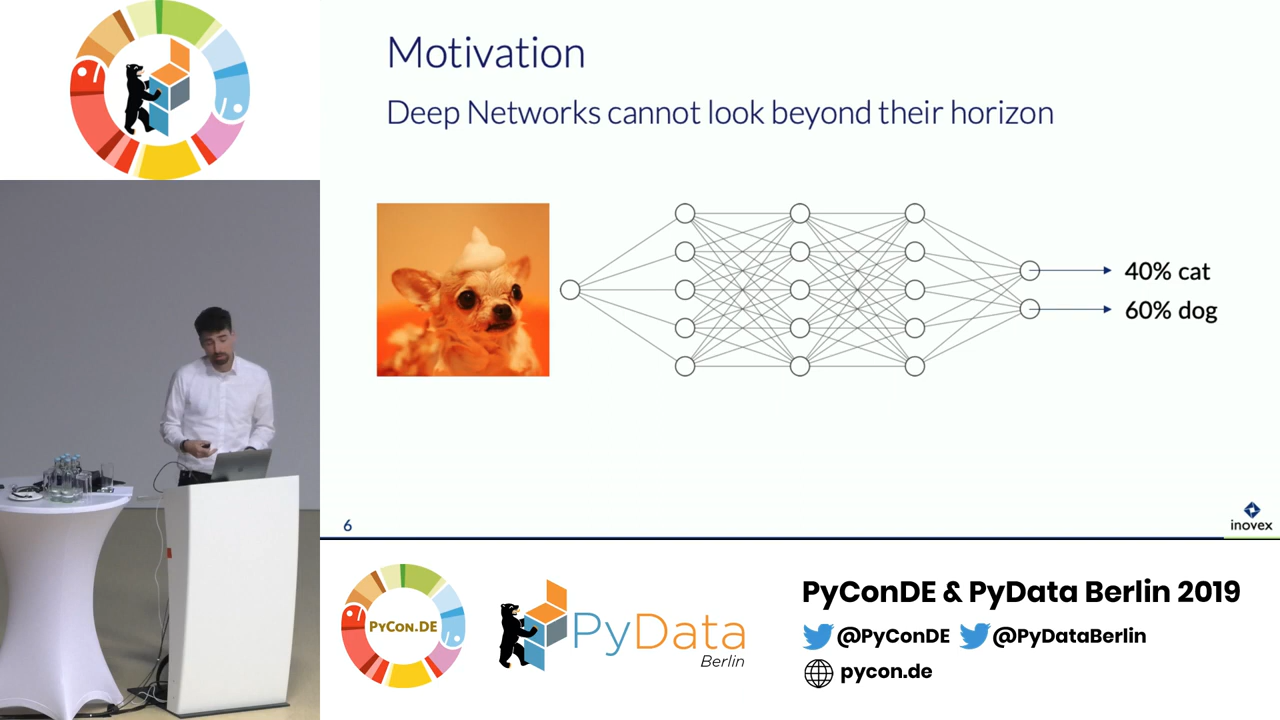 Motivation
Deep Networks cannot look beyond their horizon
40% cat
60% dog
6
inovex
PyCon.DE
PyData
Berlin
PyConDE & PyData Berlin 2019
@PyConDE @PyDataBerlin
pycon.de